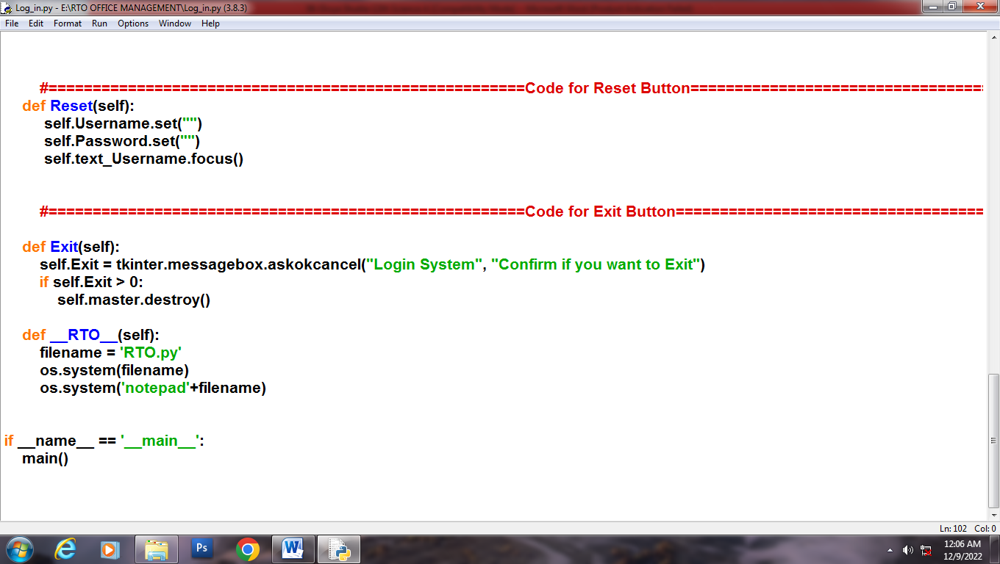 Log_in.py - E:\RTO OFFICE MANAGEMENT\Log_in.py (3.8.3)
File Edit Format Run Options Window Help
#======================================================Code for Reset Button=================================
def Reset(self):
self.Username.set("")
self.Password.set("")
self.text_Username.focus()
#======================================================Code for Exit Button===================================
def Exit(self):
self.Exit = tkinter.messagebox.askokcancel("Login System", "Confirm if you want to Exit")
if self.Exit > 0:
self.master.destroy()
def __RTO__(self):
filename = 'RTO.py'
os.system(filename)
os.system('notepad'+filename)
if __name__ == '__main__':
main()
Ln: 102 Col: 0
Ps
W
12:06 AM
12/9/2022